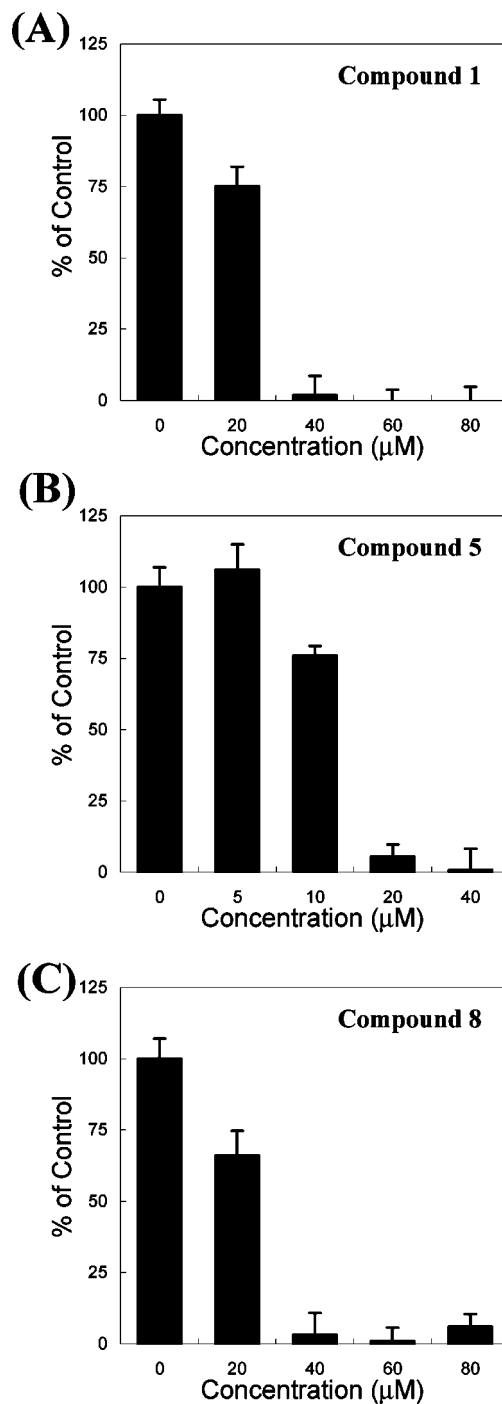 (A)
Compound 1
% of Control
125
100
75
50
25
0
0 20 40 60 80
Concentration (μM)
(B)
Compound 5
% of Control
125
100
75
50
25
0
0 5 10 20 40
Concentration (μM)
(C)
Compound 8
% of Control
125
100
75
50
25
0
0 20 40 60 80
Concentration (μM)